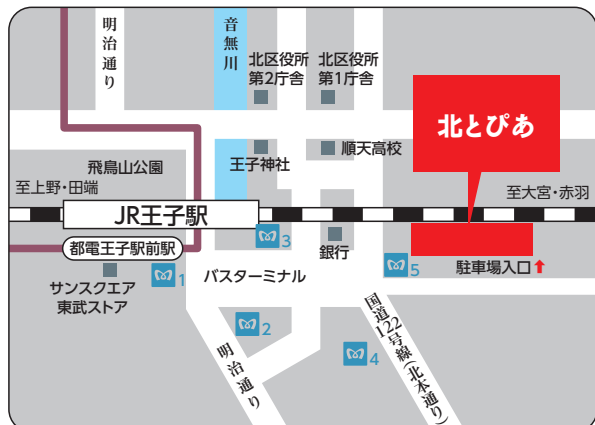 明治通り
音無川
北区役所
第2庁舎
北区役所
第1庁舎
北とぴあ
王子神社
順天高校
飛鳥山公園
至上野・田端
至大宮・赤羽
JR王子駅
都電王子駅前駅
3
銀行
サンスクエア
東武ストア
1
バスターミナル
5
駐車場入口↑
2
4
明治通り
国道122号線(北本通り)